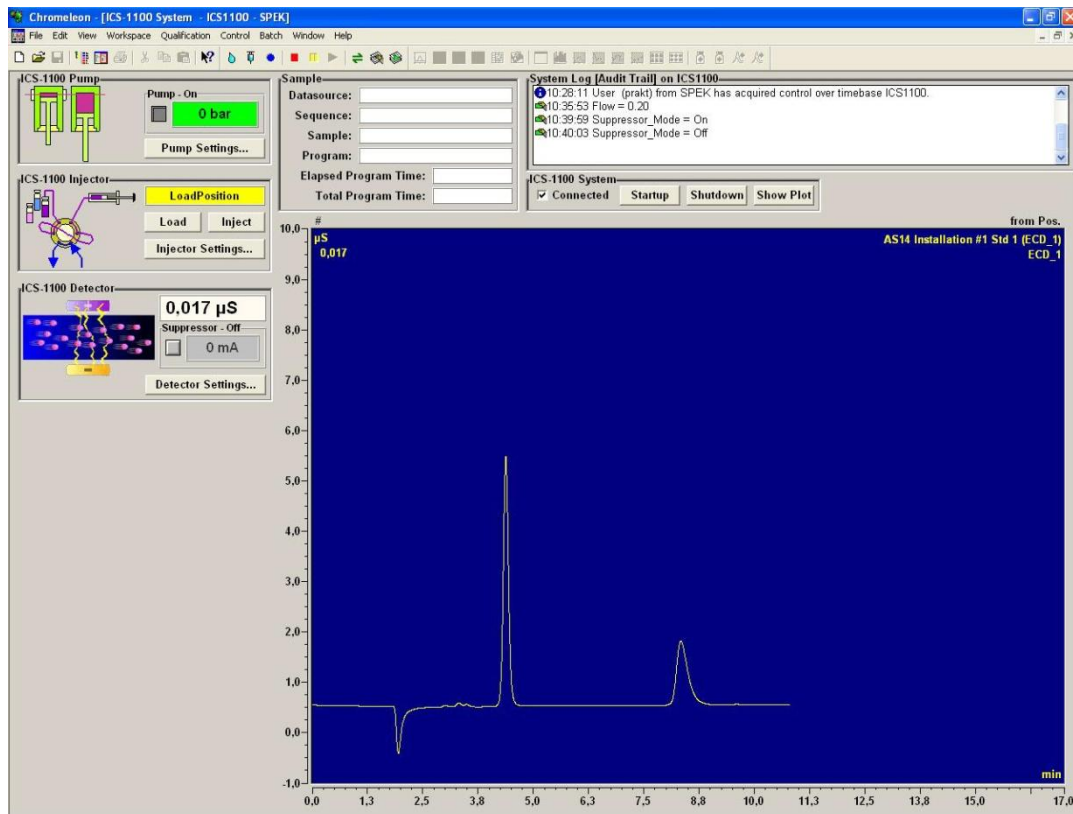 Chromeleon - [ICS-1100 System - ICS1100 - SPEK]
File Edit View Workspace Qualification Control Batch Window Help
ICS-1100 Pump
Pump - On
0 bar
Pump Settings...
ICS-1100 Injector
LoadPosition
Load Inject
Injector Settings...
ICS-1100 Detector
0,017 µS
Suppressor - Off
0 mA
Detector Settings...
Sample
Datasource:
Sequence:
Sample:
Program:
Elapsed Program Time:
Total Program Time:
System Log [Audit Trail] on ICS1100
10:28:11 User (prakt) from SPEK has acquired control over timebase ICS1100.
10:35:53 Flow = 0.20
10:39:59 Suppressor_Mode = On
10:40:03 Suppressor_Mode = Off
ICS-1100 System
Connected Startup Shutdown Show Plot
# from Pos.
µS
0,017
AS14 Installation #1 Std 1 (ECD_1)
ECD_1
10,0
9,0
8,0
7,0
6,0
5,0
4,0
3,0
2,0
1,0
0,0
-1,0
min
0,0 1,3 2,5 3,8 5,0 6,3 7,5 8,8 10,0 11,3 12,5 13,8 15,0 17,0